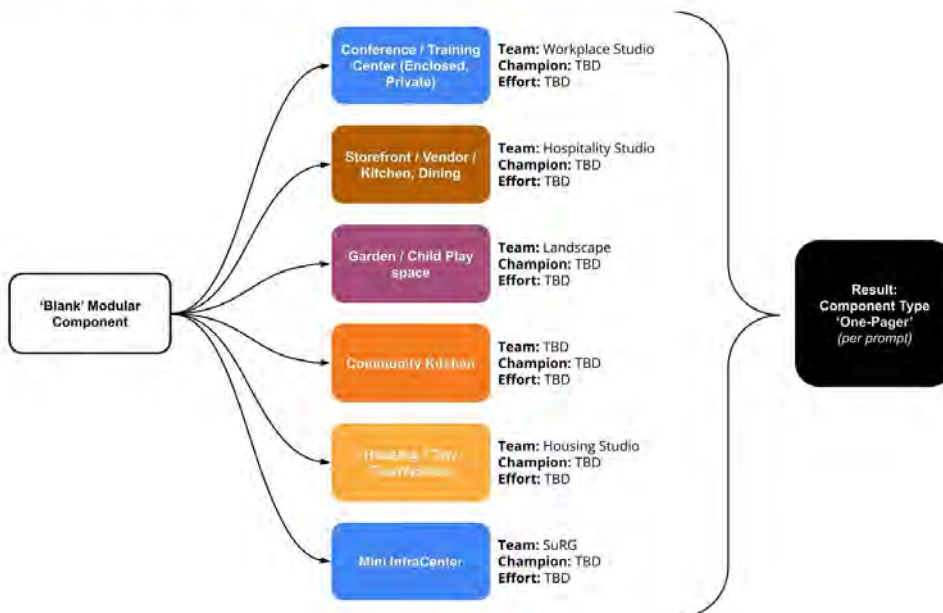 Conference / Training
Center (Enclosed,
Private)
Team: Workplace Studio
Champion: TBD
Effort: TBD
Storefront / Vendor /
Kitchen, Dining
Team: Hospitality Studio
Champion: TBD
Effort: TBD
Garden / Child Play
space
Team: Landscape
Champion: TBD
Effort: TBD
‘Blank’ Modular
Component
Result:
Component Type
‘One-Pager’
(per prompt)
Community Kitchen
Team: TBD
Champion: TBD
Effort: TBD
Housing / Tiny
Team: Housing Studio
Champion: TBD
Effort: TBD
Mini InfraCenter
Team: SuRG
Champion: TBD
Effort: TBD